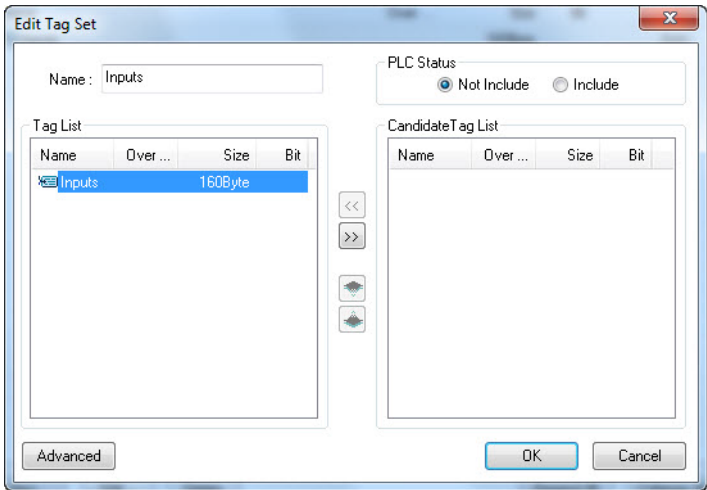 Edit Tag Set
Name : Inputs
PLC Status
Not Include Include
Tag List
Name Over ... Size Bit
Inputs 160Byte
<<
>>
CandidateTag List
Name Over ... Size Bit
Advanced
OK Cancel